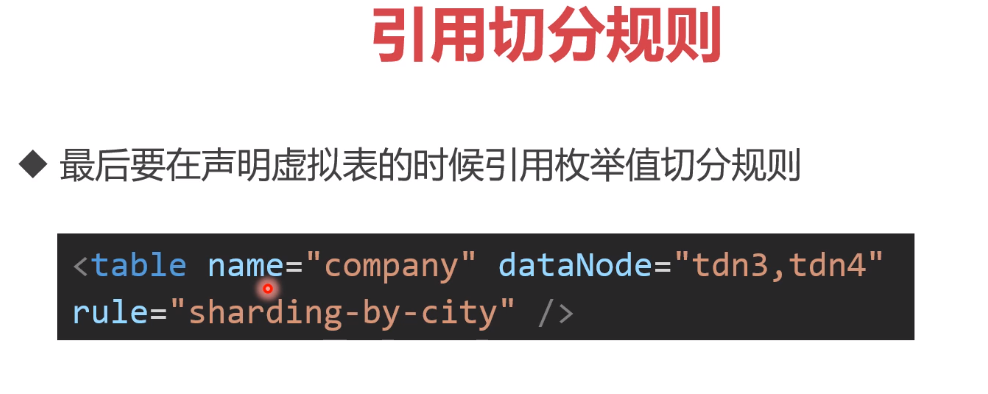 引用切分规则
◆ 最后要在声明虚拟表的时候引用枚举值切分规则
<table name="company" dataNode="tdn3,tdn4"
rule="sharding-by-city" />